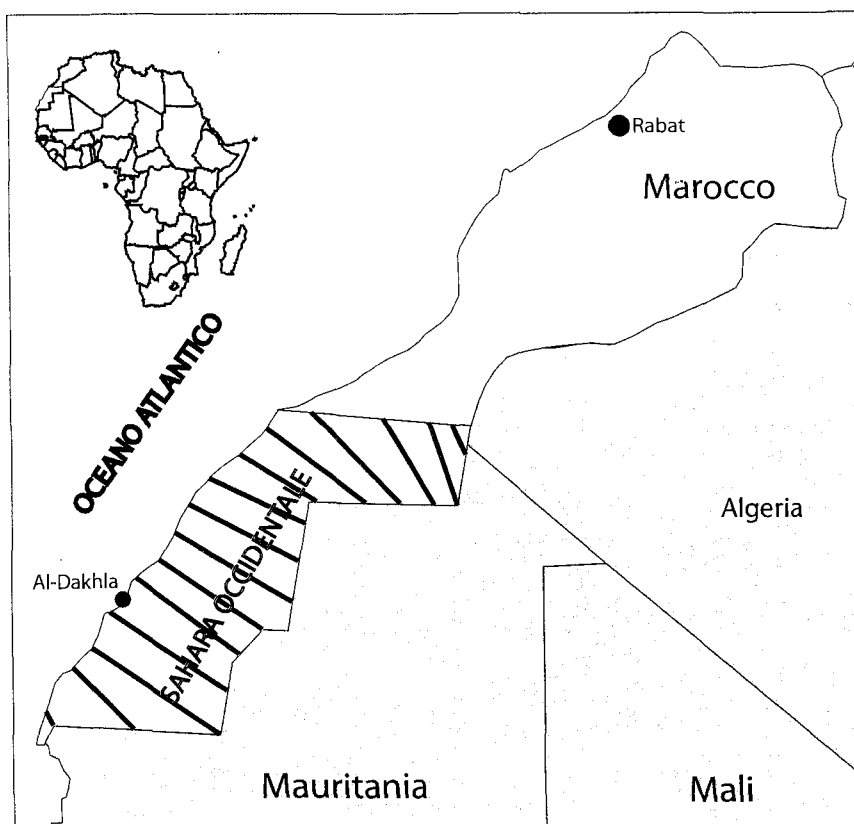 Rabat
Marocco
OCEANO ATLANTICO
SAHARA OCCIDENTALE
Algeria
Al-Dakhla
Mauritania
Mali